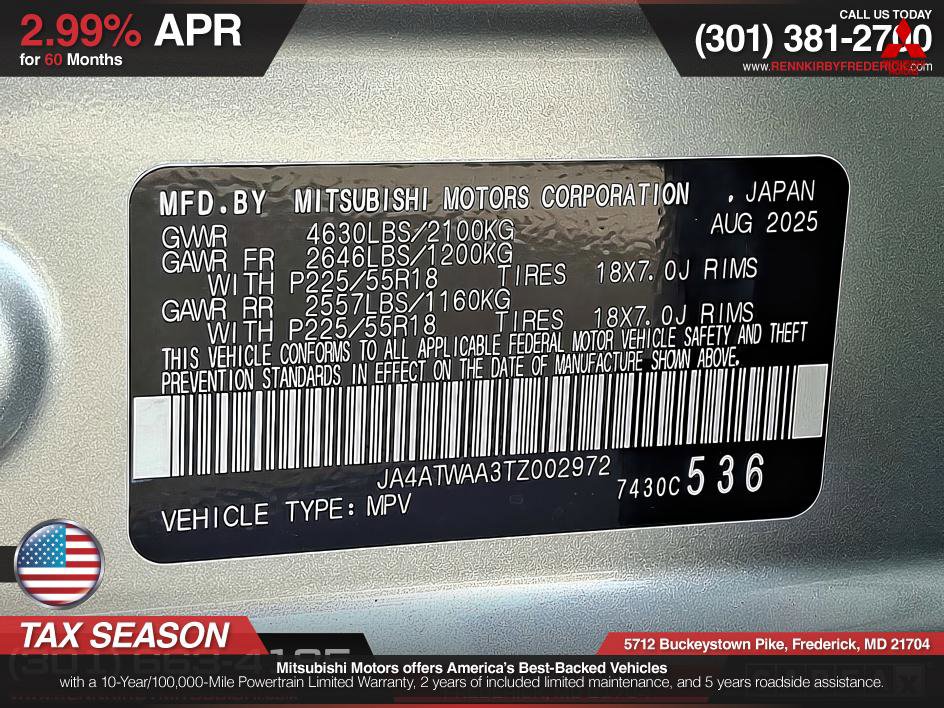 2.99% APR
for 60 Months
CALL US TODAY
(301) 381-2700
www.RENNKIRBYFREDERICK.com
MFD.BY MITSUBISHI MOTORS CORPORATION . JAPAN
AUG 2025
GVWR 4630LBS/2100KG
GAWR FR 2646LBS/1200KG
WITH P225/55R18 TIRES 18X7.0J RIMS
GAWR RR 2557LBS/1160KG
WITH P225/55R18 TIRES 18X7.0J RIMS
THIS VEHICLE CONFORMS TO ALL APPLICABLE FEDERAL MOTOR VEHICLE SAFETY AND THEFT
PREVENTION STANDARDS IN EFFECT ON THE DATE OF MANUFACTURE SHOWN ABOVE.
JA4ATWAA3TZ002972
7430C 536
VEHICLE TYPE: MPV
TAX SEASON
5712 Buckeystown Pike, Frederick, MD 21704
Mitsubishi Motors offers America's Best-Backed Vehicles
with a 10-Year/100,000-Mile Powertrain Limited Warranty, 2 years of included limited maintenance, and 5 years roadside assistance.